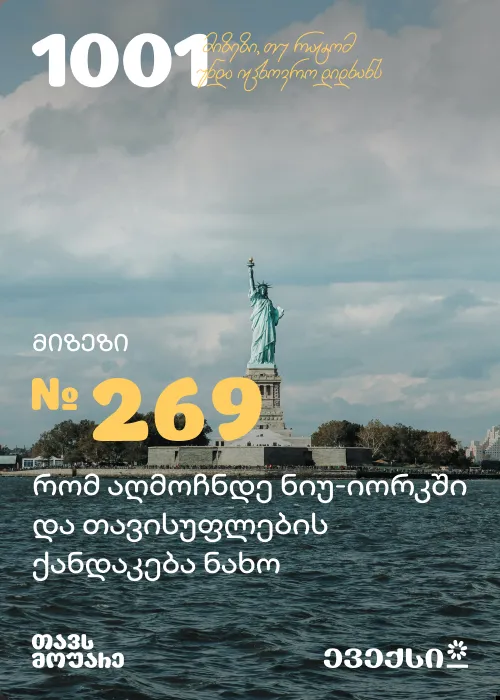 1001 მიზეზი, თუ რატომ
უნდა იცხოვრო დიდხანს
მიზეზი
№ 269
რომ აღმოჩნდე ნიუ-იორკში
და თავისუფლების
ქანდაკება ნახო
თავს
მოუარე
ევექსი